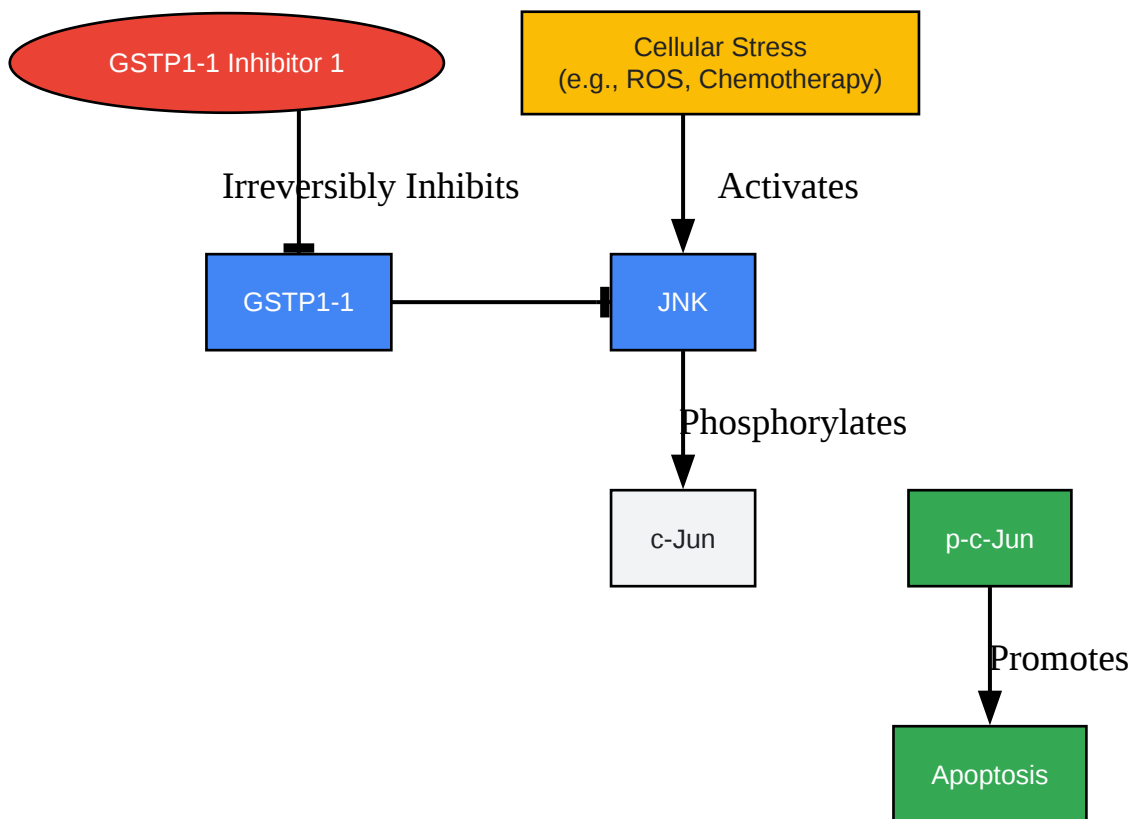 GSTP1-1 Inhibitor 1
Cellular Stress
(e.g., ROS, Chemotherapy)
Irreversibly Inhibits
Activates
GSTP1-1
JNK
Phosphorylates
c-Jun
p-c-Jun
Promotes
Apoptosis